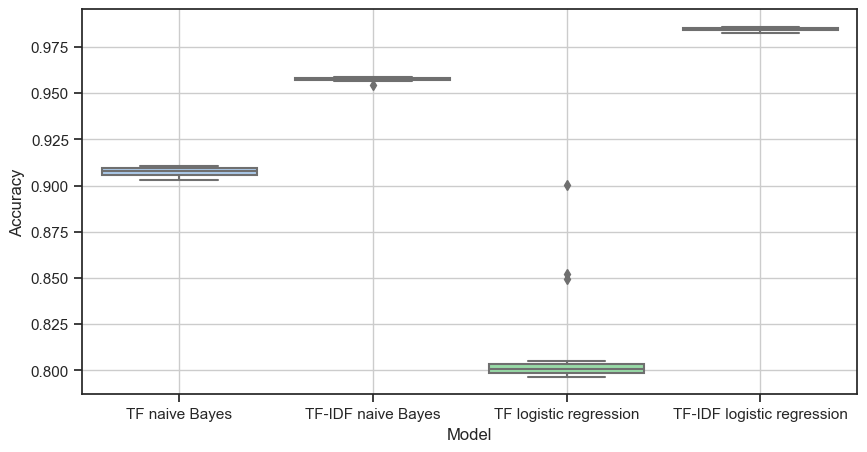 0.975
0.950
0.925
0.900
0.875
0.850
0.825
0.800
Accuracy
TF naive Bayes
TF-IDF naive Bayes
TF logistic regression
TF-IDF logistic regression
Model